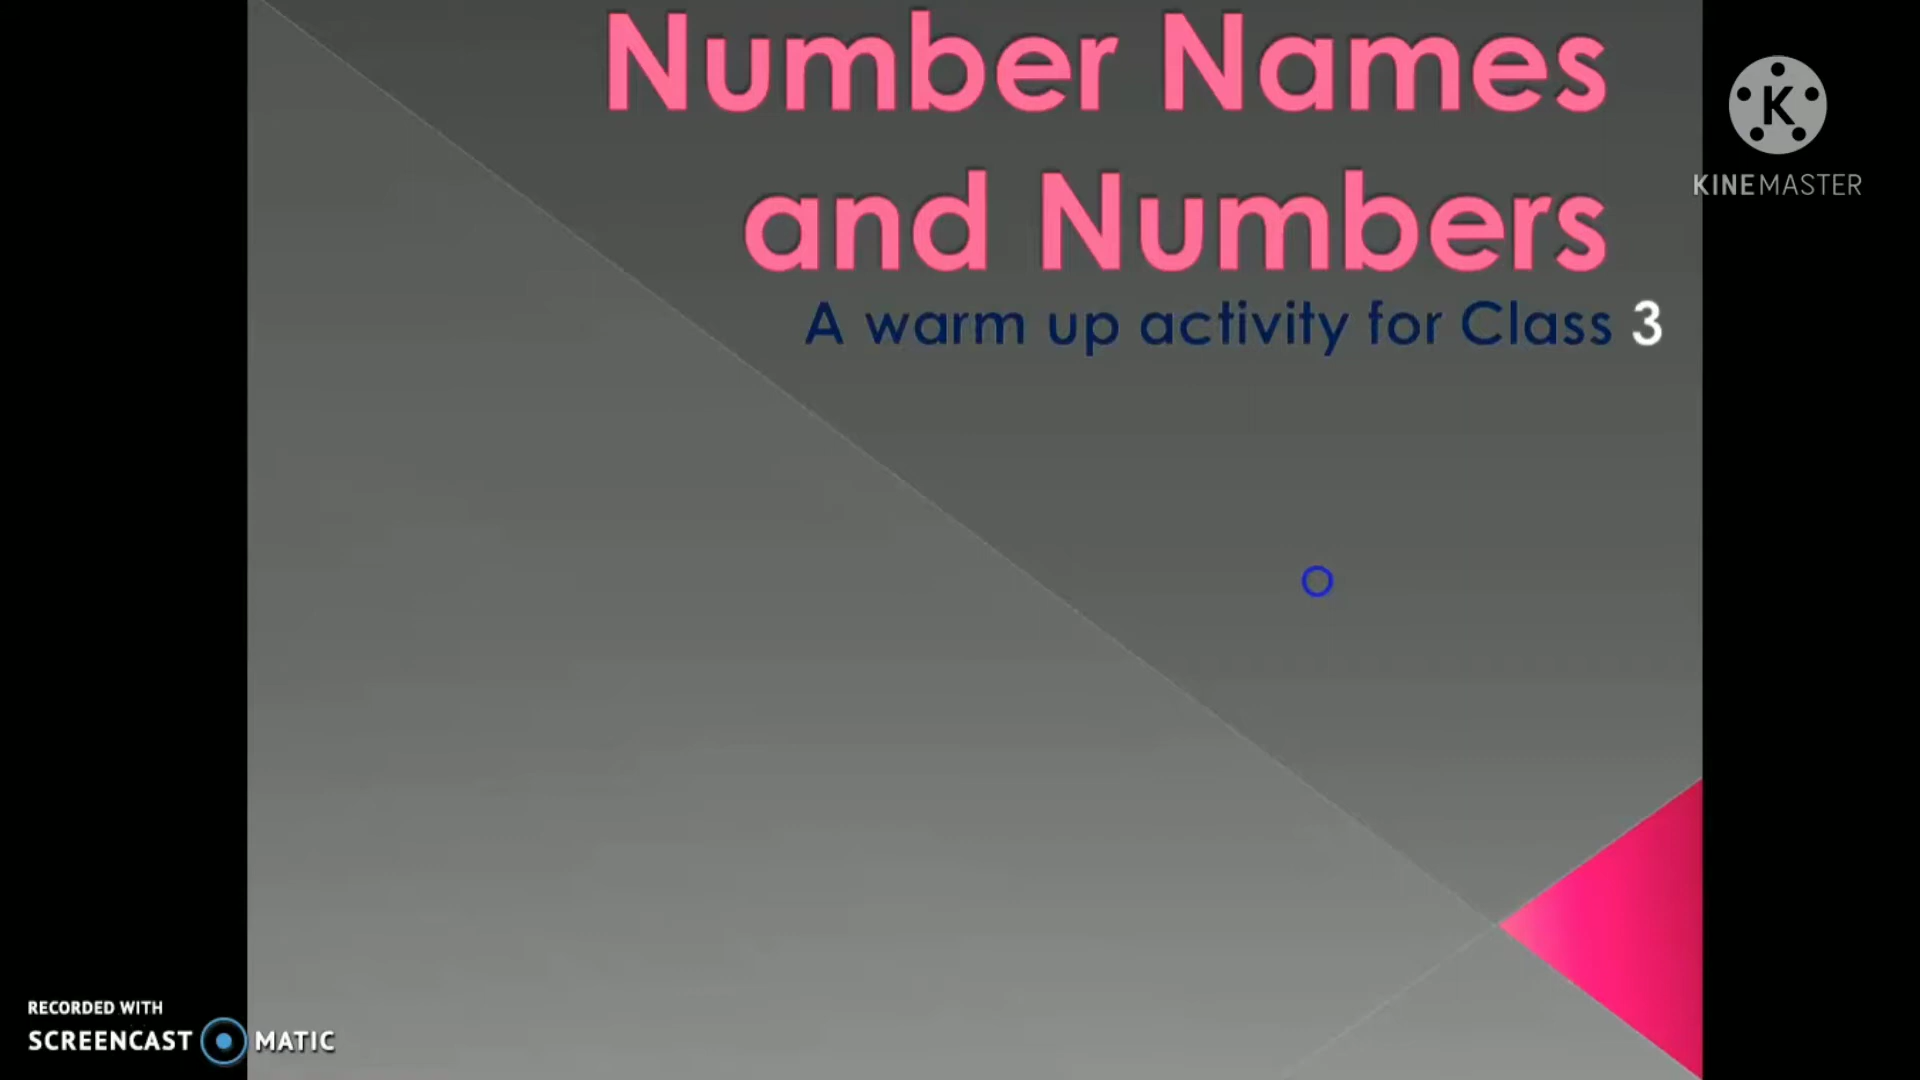 Number Names
and Numbers
A warm up activity for Class 3
K
KINEMASTER
RECORDED WITH
SCREENCAST MATIC